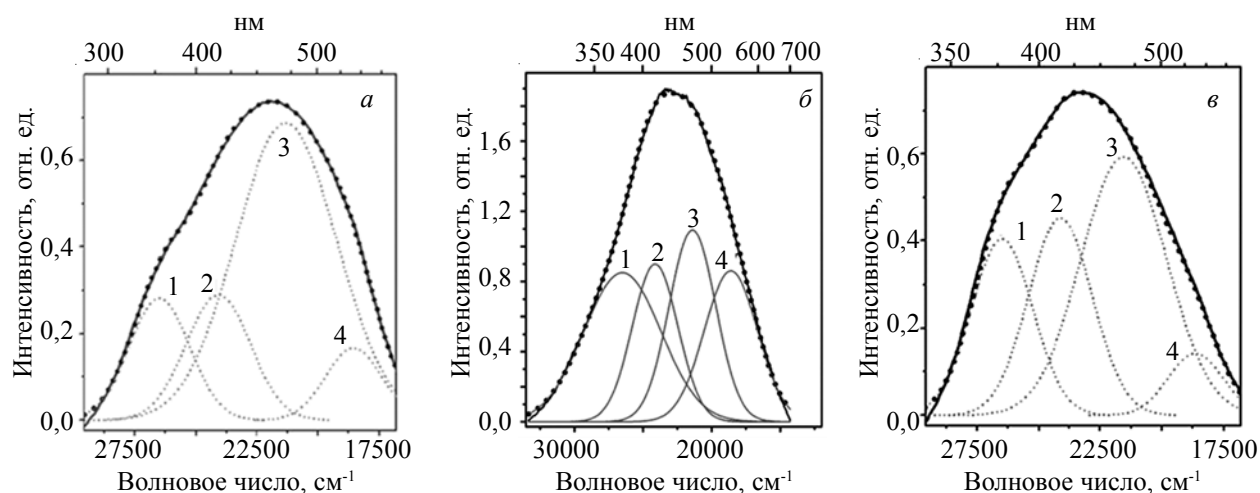 нм
300 400 500
а
Интенсивность, отн. ед.
0,6
0,4
0,2
0,0
1 2 3 4
27500 22500 17500
Волновое число, см-1
нм
350 400 500 600 700
б
Интенсивность, отн. ед.
1,6
1,2
0,8
0,4
0,0
1 2 3 4
30000 20000
Волновое число, см-1
нм
350 400 500
в
Интенсивность, отн. ед.
0,6
0,4
0,2
0,0
1 2 3 4
27500 22500 17500
Волновое число, см-1